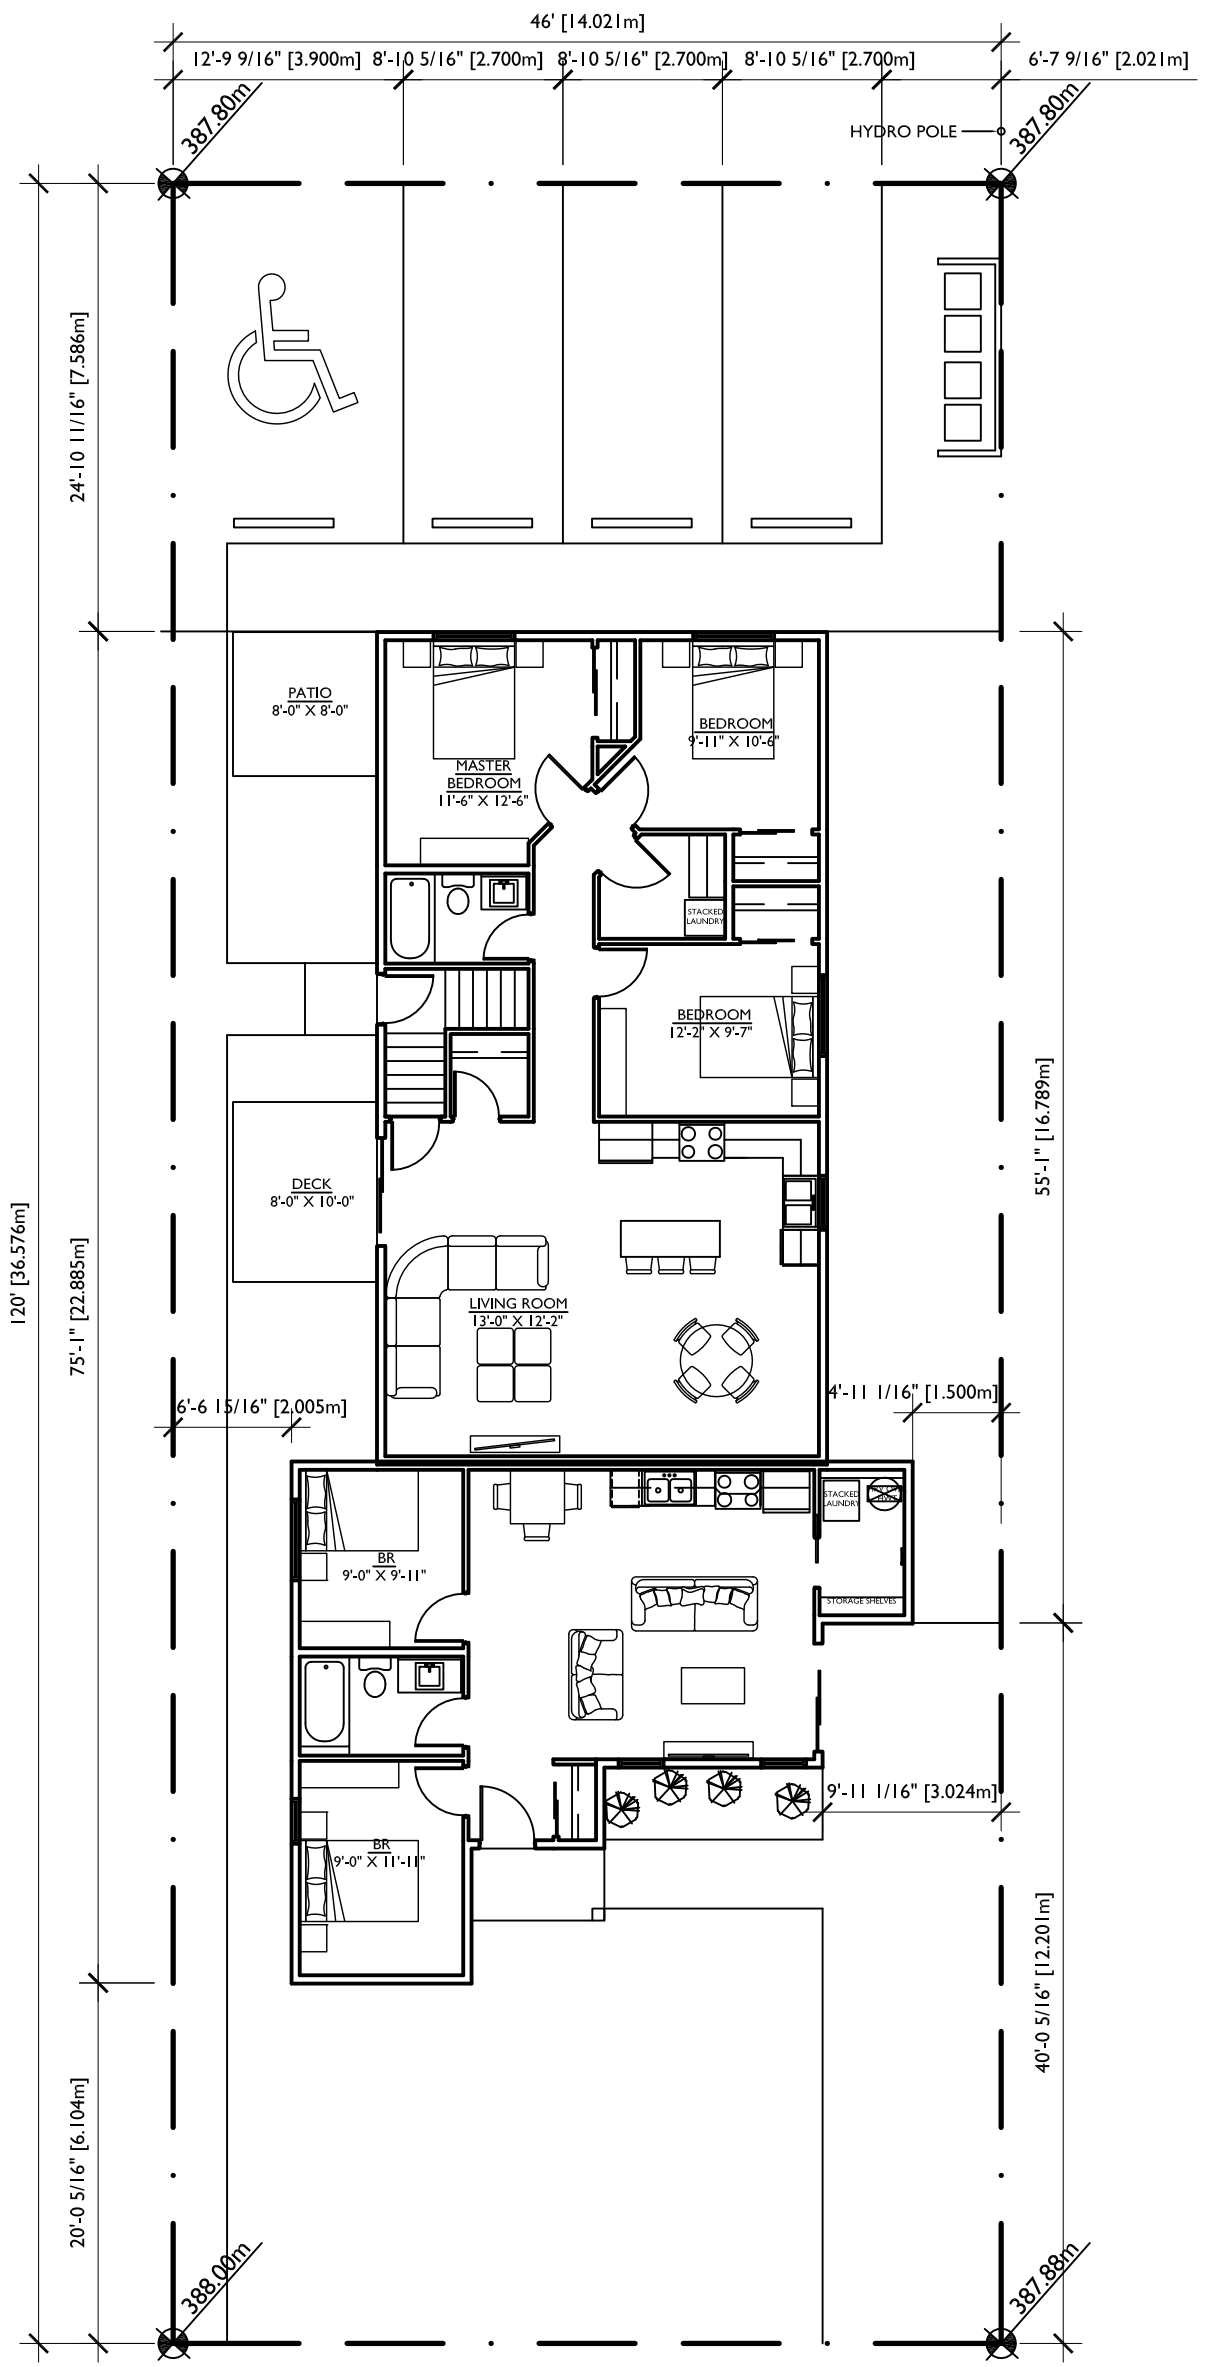 46' [14.021m]
12'-9 9/16" [3.900m]
8'-10 5/16" [2.700m]
8'-10 5/16" [2.700m]
8'-10 5/16" [2.700m]
6'-7 9/16" [2.021m]
387.80m
HYDRO POLE
387.80m
24'-10 11/16" [7.586m]
PATIO
8'-0" X 8'-0"
MASTER
BEDROOM
11'-6" X 12'-6"
BEDROOM
9'-11" X 10'-6"
STACKED
LAUNDRY
BEDROOM
12'-2" X 9'-7"
55'-1" [16.789m]
DECK
8'-0" X 10'-0"
120' [36.576m]
75'-1" [22.885m]
LIVING ROOM
13'-0" X 12'-2"
6'-6 15/16" [2.005m]
4'-11 1/16" [1.500m]
STACKED
LAUNDRY
BR
9'-0" X 9'-11"
STORAGE SHELVES
9'-11 1/16" [3.024m]
BR
9'-0" X 11'-11"
40'-0 5/16" [12.201m]
20'-0 5/16" [6.104m]
388.00m
387.88m